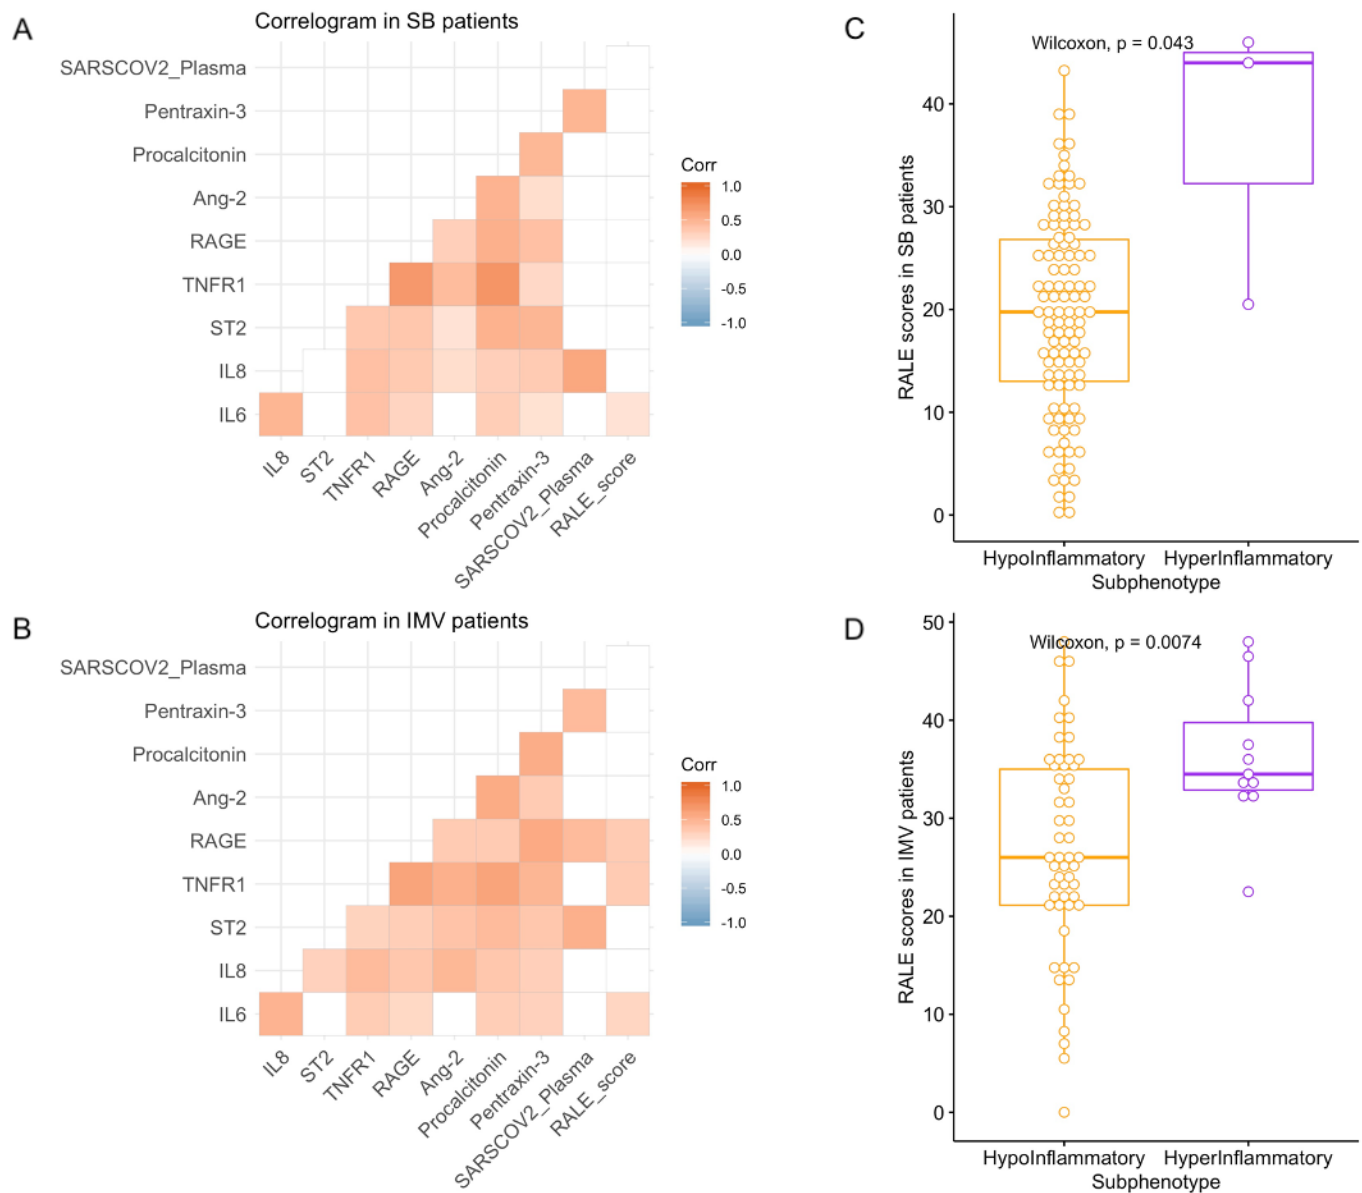 A
Correlogram in SB patients
SARSCOV2_Plasma
Pentraxin-3
Procalcitonin
Ang-2
RAGE
TNFR1
ST2
IL8
IL6
IL8
ST2
TNFR1
RAGE
Ang-2
Procalcitonin
Pentraxin-3
SARSCOV2_Plasma
RALE_score
Corr
1.0
0.5
0.0
-0.5
-1.0
B
Correlogram in IMV patients
SARSCOV2_Plasma
Pentraxin-3
Procalcitonin
Ang-2
RAGE
TNFR1
ST2
IL8
IL6
IL8
ST2
TNFR1
RAGE
Ang-2
Procalcitonin
Pentraxin-3
SARSCOV2_Plasma
RALE_score
Corr
1.0
0.5
0.0
-0.5
-1.0
C
Wilcoxon, p = 0.043
RALE scores in SB patients
40
30
20
10
0
HypoInflammatory HyperInflammatory
Subphenotype
D
Wilcoxon, p = 0.0074
RALE scores in IMV patients
50
40
30
20
10
0
HypoInflammatory HyperInflammatory
Subphenotype